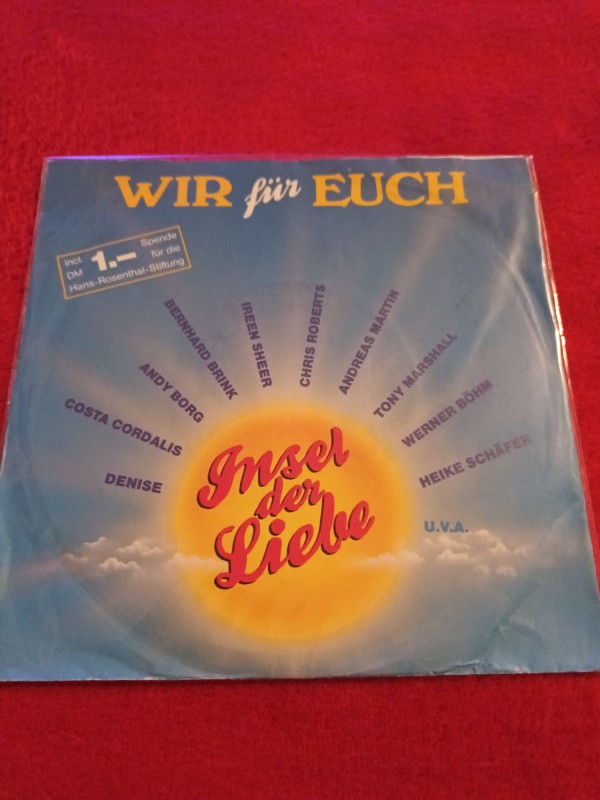 WIR für EUCH
incl. 1.– Spende
DM für die
Hans-Rosenthal-Stiftung
DENISE
COSTA CORDALIS
ANDY BORG
BERNHARD BRINK
IREEN SHEER
CHRIS ROBERTS
ANDREAS MARTIN
TONY MARSHALL
WERNER BÖHM
HEIKE SCHÄFER
U.V.A.
Insel
der
Liebe